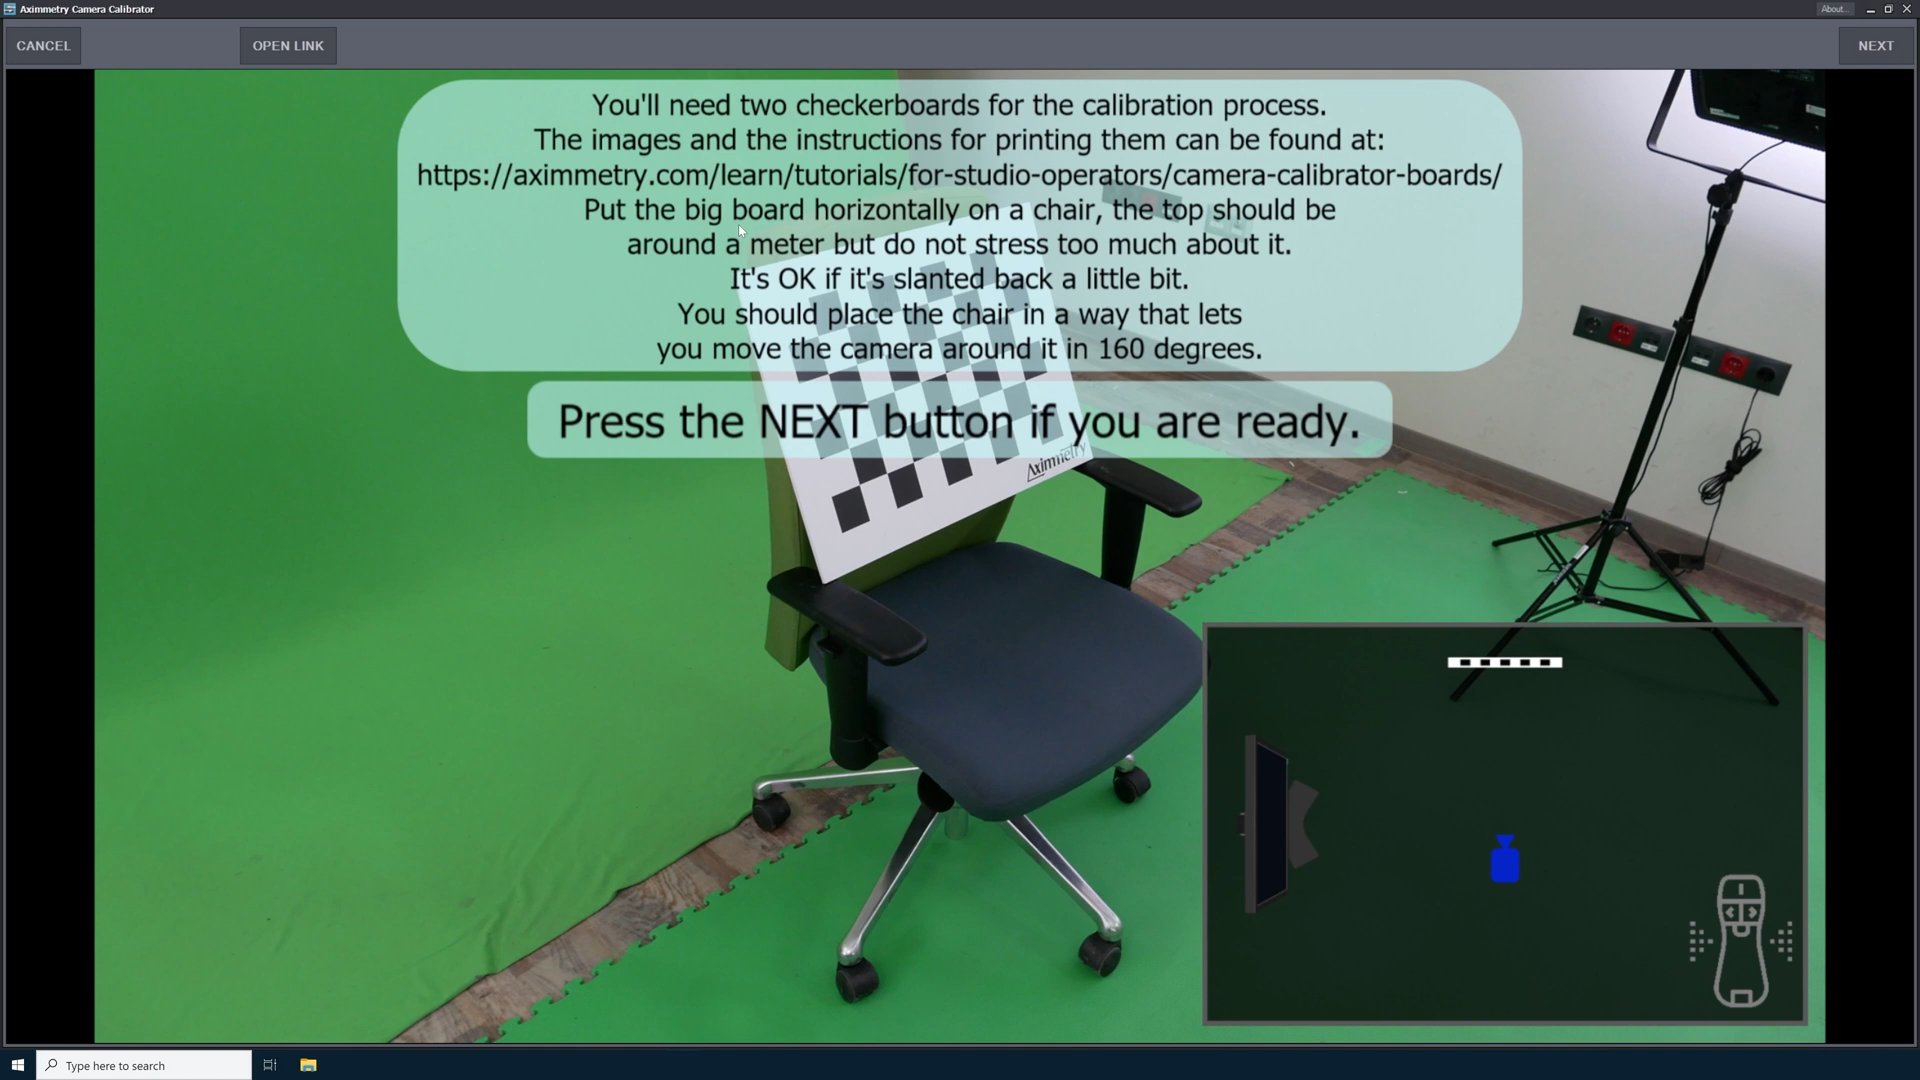 Aximmetry Camera Calibrator
About...
CANCEL
OPEN LINK
NEXT
You'll need two checkerboards for the calibration process.
The images and the instructions for printing them can be found at:
https://aximmetry.com/learn/tutorials/for-studio-operators/camera-calibrator-boards/
Put the big board horizontally on a chair, the top should be
around a meter but do not stress too much about it.
It's OK if it's slanted back a little bit.
You should place the chair in a way that lets
you move the camera around it in 160 degrees.
Press the NEXT button if you are ready.
Aximmetry
Type here to search